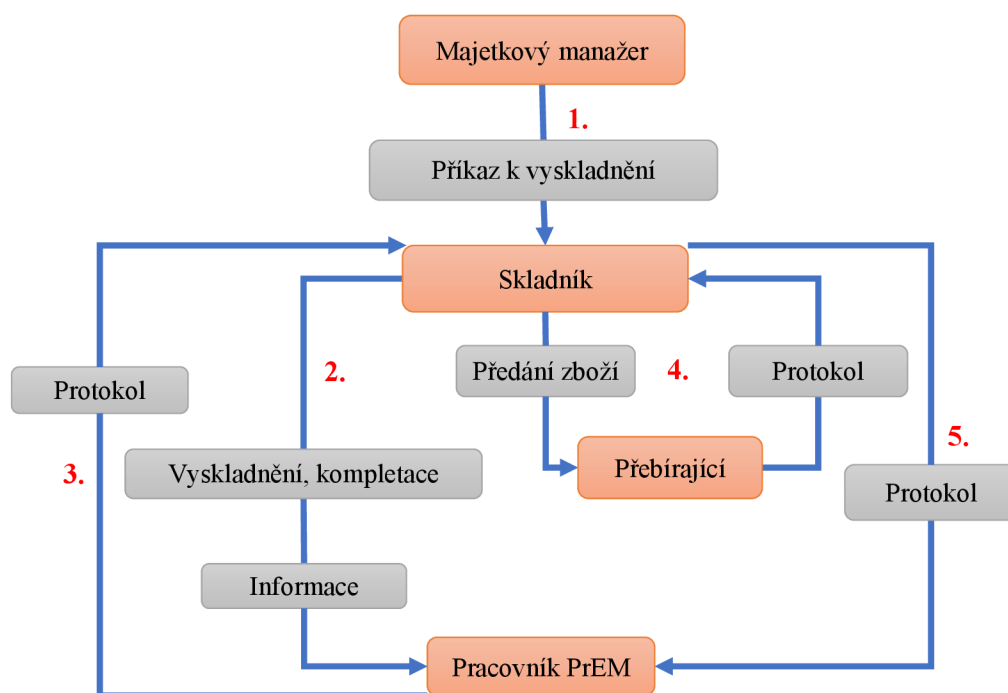 Majetkový manažer
1.
Příkaz k vyskladnění
Skladník
2.
Předání zboží
4.
Protokol
Protokol
3.
Vyskladnění, kompletace
Přebírající
5.
Protokol
Informace
Pracovník PrEM